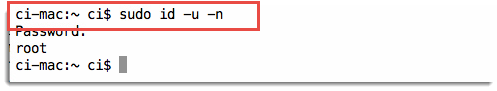 ci-mac:~ ci$ sudo id -u -n
Password:
root
ci-mac:~ ci$